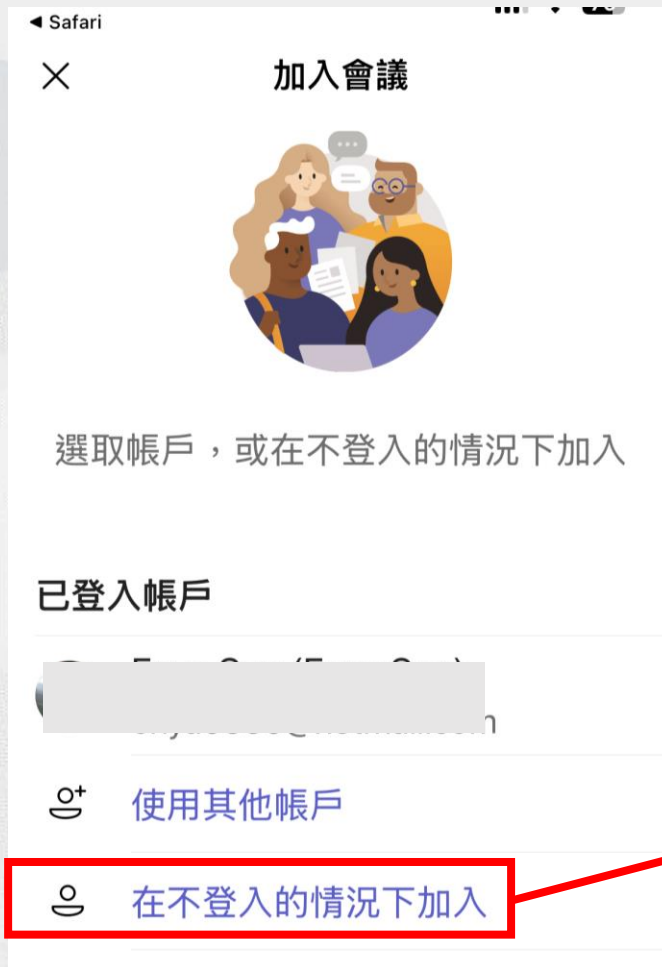 Safari
加入會議
選取帳戶，或在不登入的情況下加入
已登入帳戶
使用其他帳戶
在不登入的情況下加入